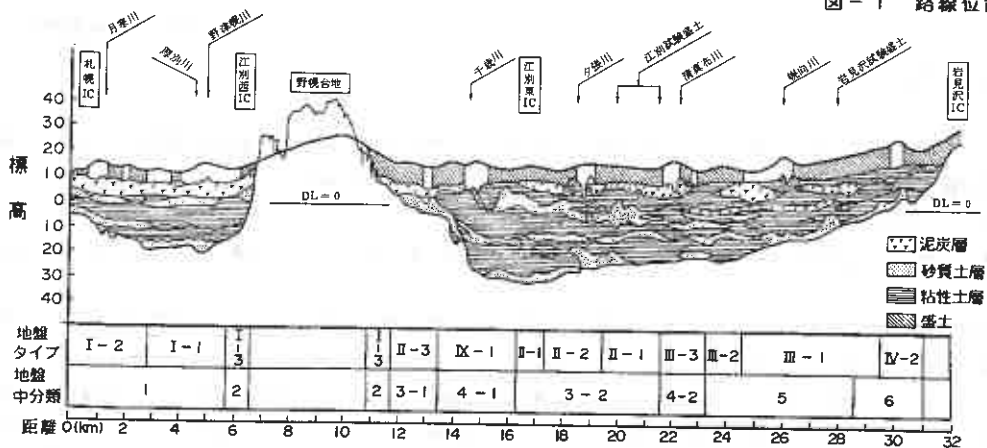 図-1 路線位
月寒川
厚別川
野津幌川
千歳川
夕張川
江別試験盛土
清真布川
幌向川
岩見沢試験盛土
札幌IC
江別西IC
野幌台地
江別東IC
岩見沢IC
標高
40
30
20
10
0
10
20
30
40
DL=0
DL=0
泥炭層
砂質土層
粘性土層
盛土
地盤タイプ
I-2
I-1
I-3
I-3
II-3
IX-1
II-1
II-2
II-1
III-3
III-2
III-1
IV-2
地盤中分類
1
2
2
3-1
4-1
3-2
4-2
5
6
距離 0(km) 2 4 6 8 10 12 14 16 18 20 22 24 26 28 30 32